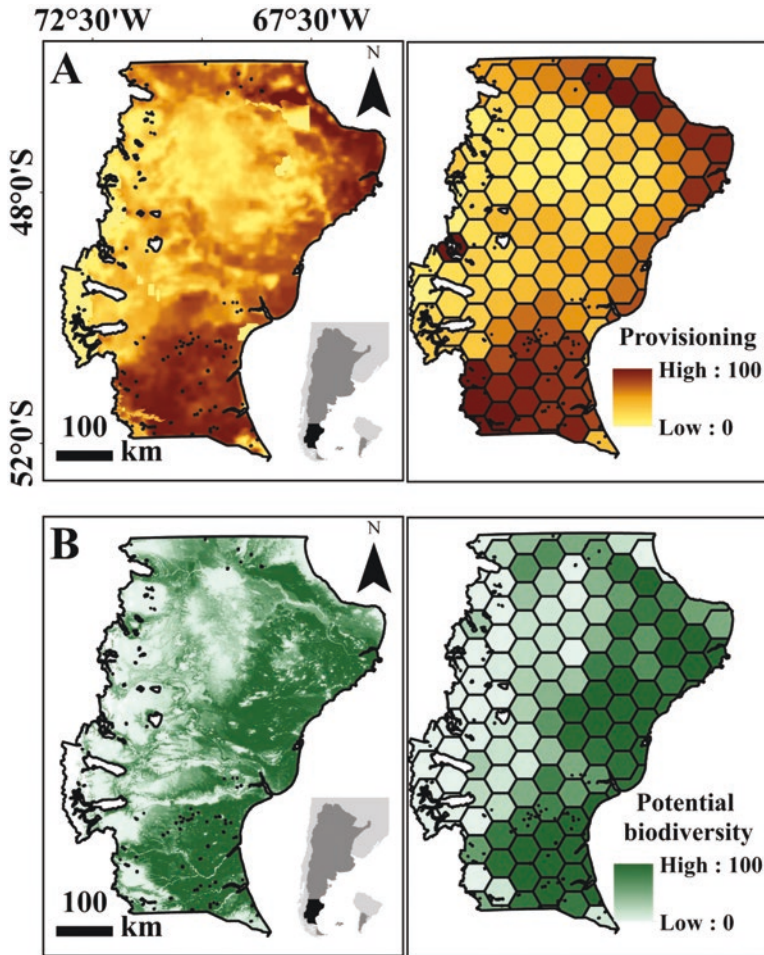 72°30'W 67°30'W
A
N
48°0'S
52°0'S
100
km
Provisioning
High : 100
Low : 0
B
N
100
km
Potential
biodiversity
High : 100
Low : 0